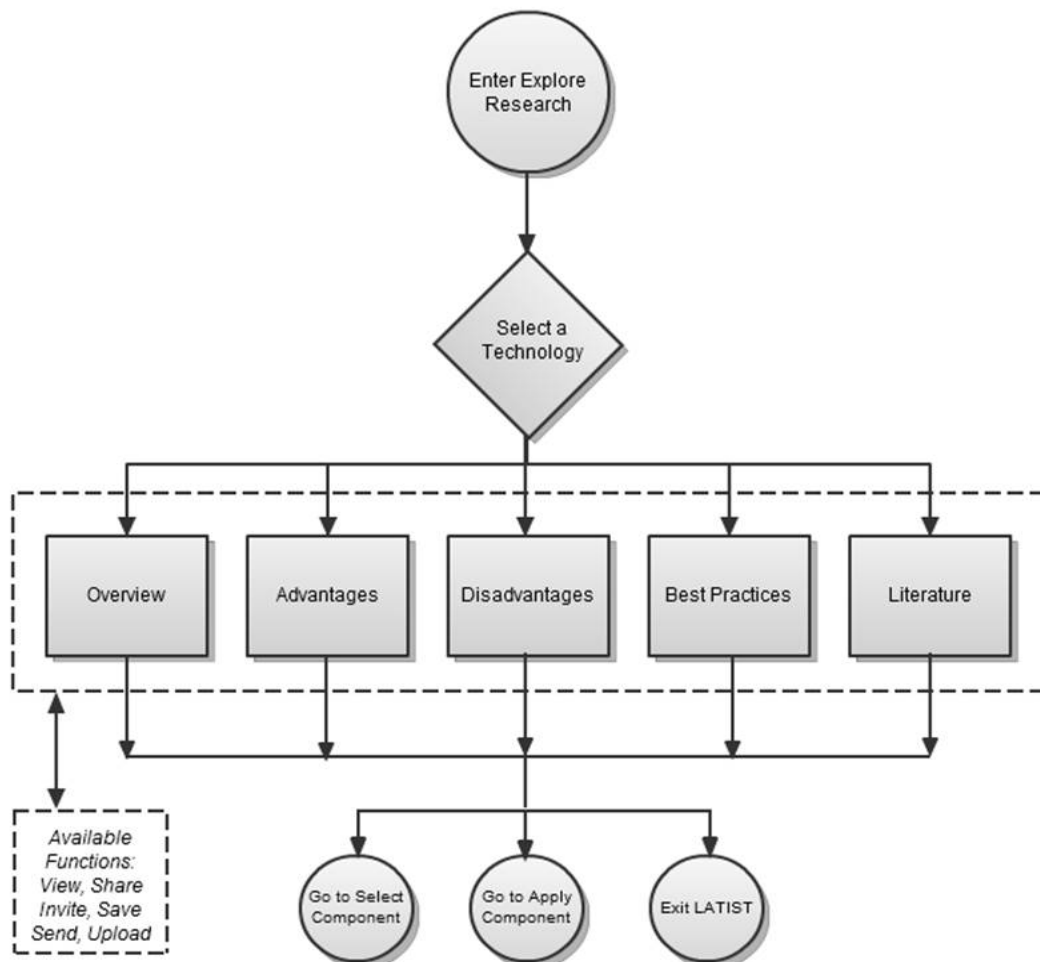 Enter Explore
Research
Select a
Technology
Overview
Advantages
Disadvantages
Best Practices
Literature
Available
Functions:
View, Share
Invite, Save
Send, Upload
Go to Select
Component
Go to Apply
Component
Exit LATIST